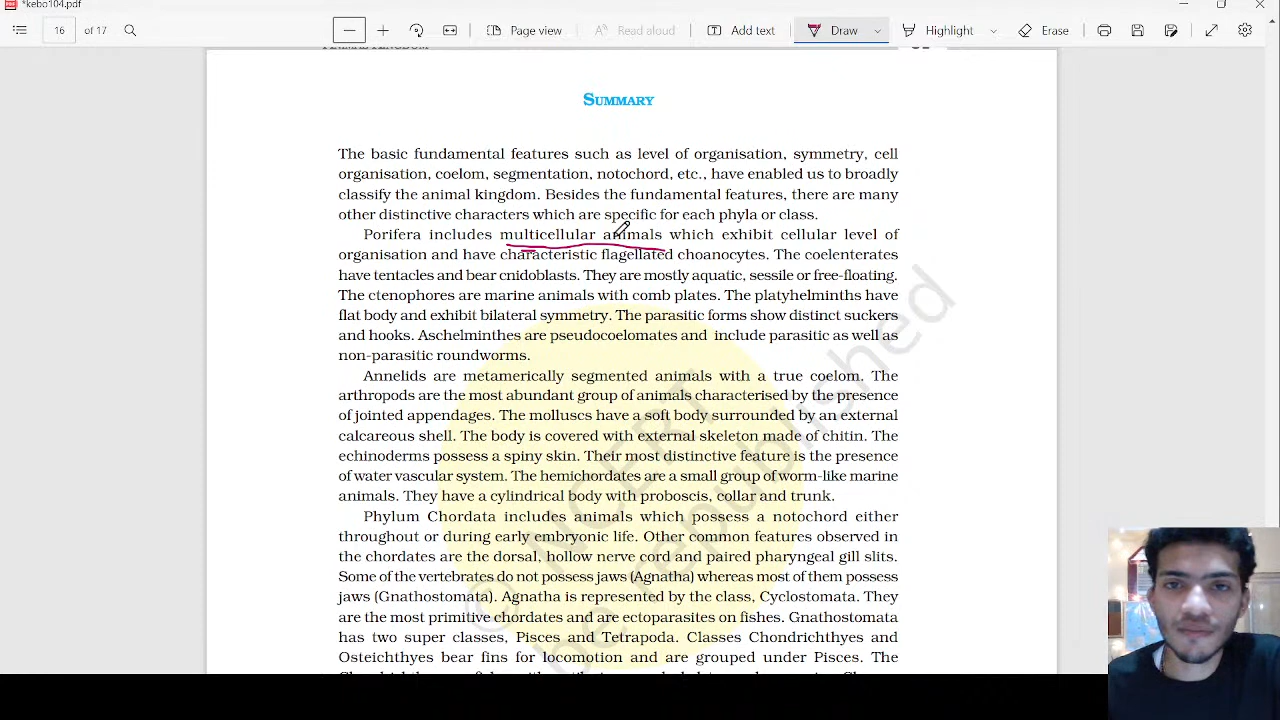 *kebo104.pdf
16 of 17 Page view Read aloud Add text Draw Highlight Erase
SUMMARY
The basic fundamental features such as level of organisation, symmetry, cell
organisation, coelom, segmentation, notochord, etc., have enabled us to broadly
classify the animal kingdom. Besides the fundamental features, there are many
other distinctive characters which are specific for each phyla or class.
Porifera includes multicellular animals which exhibit cellular level of
organisation and have characteristic flagellated choanocytes. The coelenterates
have tentacles and bear cnidoblasts. They are mostly aquatic, sessile or free-floating.
The ctenophores are marine animals with comb plates. The platyhelminths have
flat body and exhibit bilateral symmetry. The parasitic forms show distinct suckers
and hooks. Aschelminthes are pseudocoelomates and include parasitic as well as
non-parasitic roundworms.
Annelids are metamerically segmented animals with a true coelom. The
arthropods are the most abundant group of animals characterised by the presence
of jointed appendages. The molluscs have a soft body surrounded by an external
calcareous shell. The body is covered with external skeleton made of chitin. The
echinoderms possess a spiny skin. Their most distinctive feature is the presence
of water vascular system. The hemichordates are a small group of worm-like marine
animals. They have a cylindrical body with proboscis, collar and trunk.
Phylum Chordata includes animals which possess a notochord either
throughout or during early embryonic life. Other common features observed in
the chordates are the dorsal, hollow nerve cord and paired pharyngeal gill slits.
Some of the vertebrates do not possess jaws (Agnatha) whereas most of them possess
jaws (Gnathostomata). Agnatha is represented by the class, Cyclostomata. They
are the most primitive chordates and are ectoparasites on fishes. Gnathostomata
has two super classes, Pisces and Tetrapoda. Classes Chondrichthyes and
Osteichthyes bear fins for locomotion and are grouped under Pisces. The
© NCERT
be republished